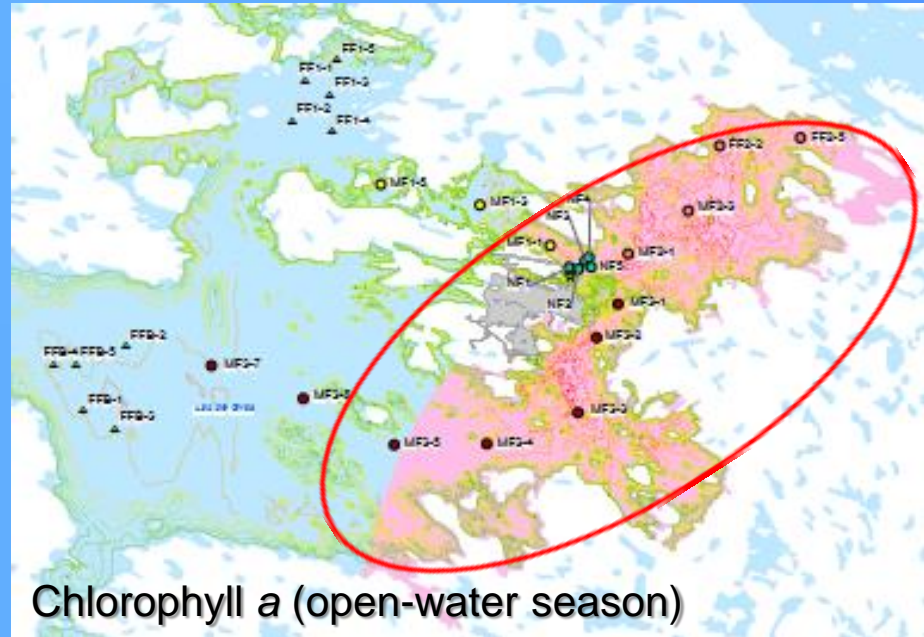 FF1-5
FF1-1
FF1-3
FF1-2
FF1-4
FF2-2
FF2-5
MF1-5
MF1-3
MF2-3
NF3
NF4
MF1-1
MF2-1
NF1
NF5
NF2
MF3-1
MF3-2
FFB-2
FFB-4
FFB-5
MF3-7
MF3-6
FFB-1
MF3-3
FFB-3
MF3-5
MF3-4
Chlorophyll a (open-water season)